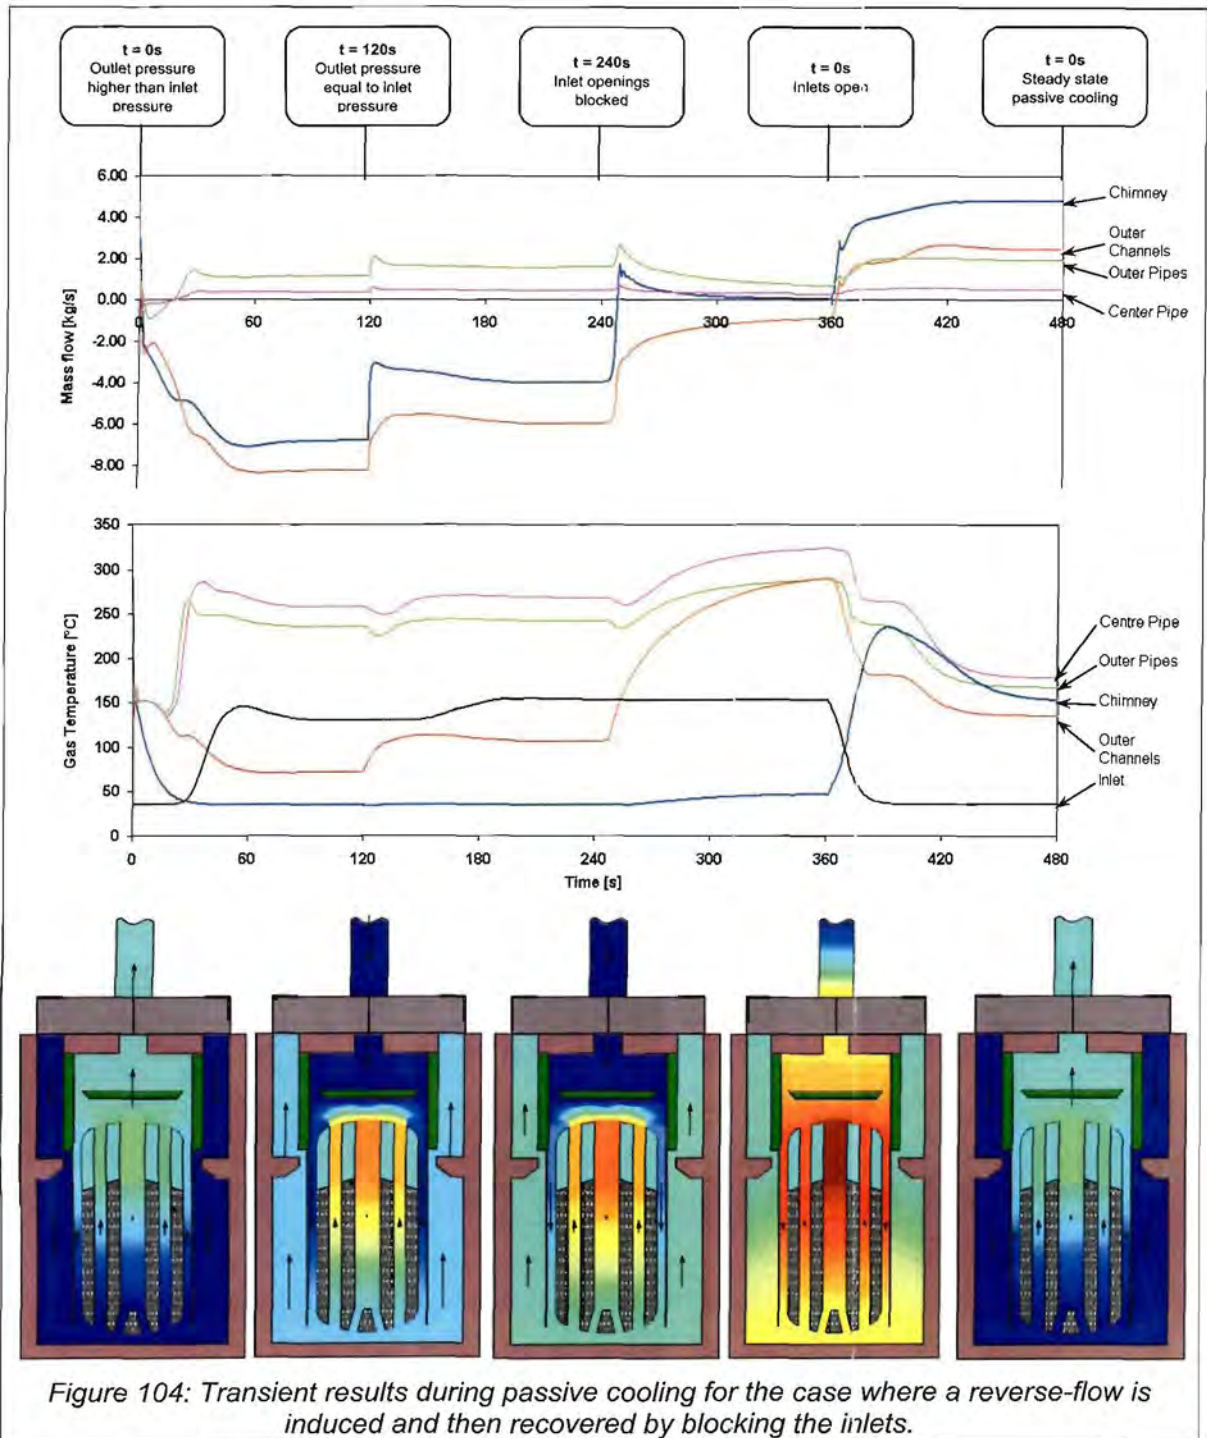 t = 0s
Outlet pressure
higher than inlet
pressure
t = 120s
Outlet pressure
equal to inlet
pressure
t = 240s
Inlet openings
blocked
t = 0s
Inlets open
t = 0s
Steady state
passive cooling
6.00
4.00
2.00
0.00
-2.00
-4.00
-6.00
-8.00
Mass flow [kg/s]
0
60
120
180
240
300
360
420
480
Chimney
Outer
Channels
Outer Pipes
Center Pipe
350
300
250
200
150
100
50
0
Gas Temperature [°C]
0
60
120
180
240
300
360
420
480
Time [s]
Centre Pipe
Outer Pipes
Chimney
Outer
Channels
Inlet
Figure 104: Transient results during passive cooling for the case where a reverse-flow is
induced and then recovered by blocking the inlets.